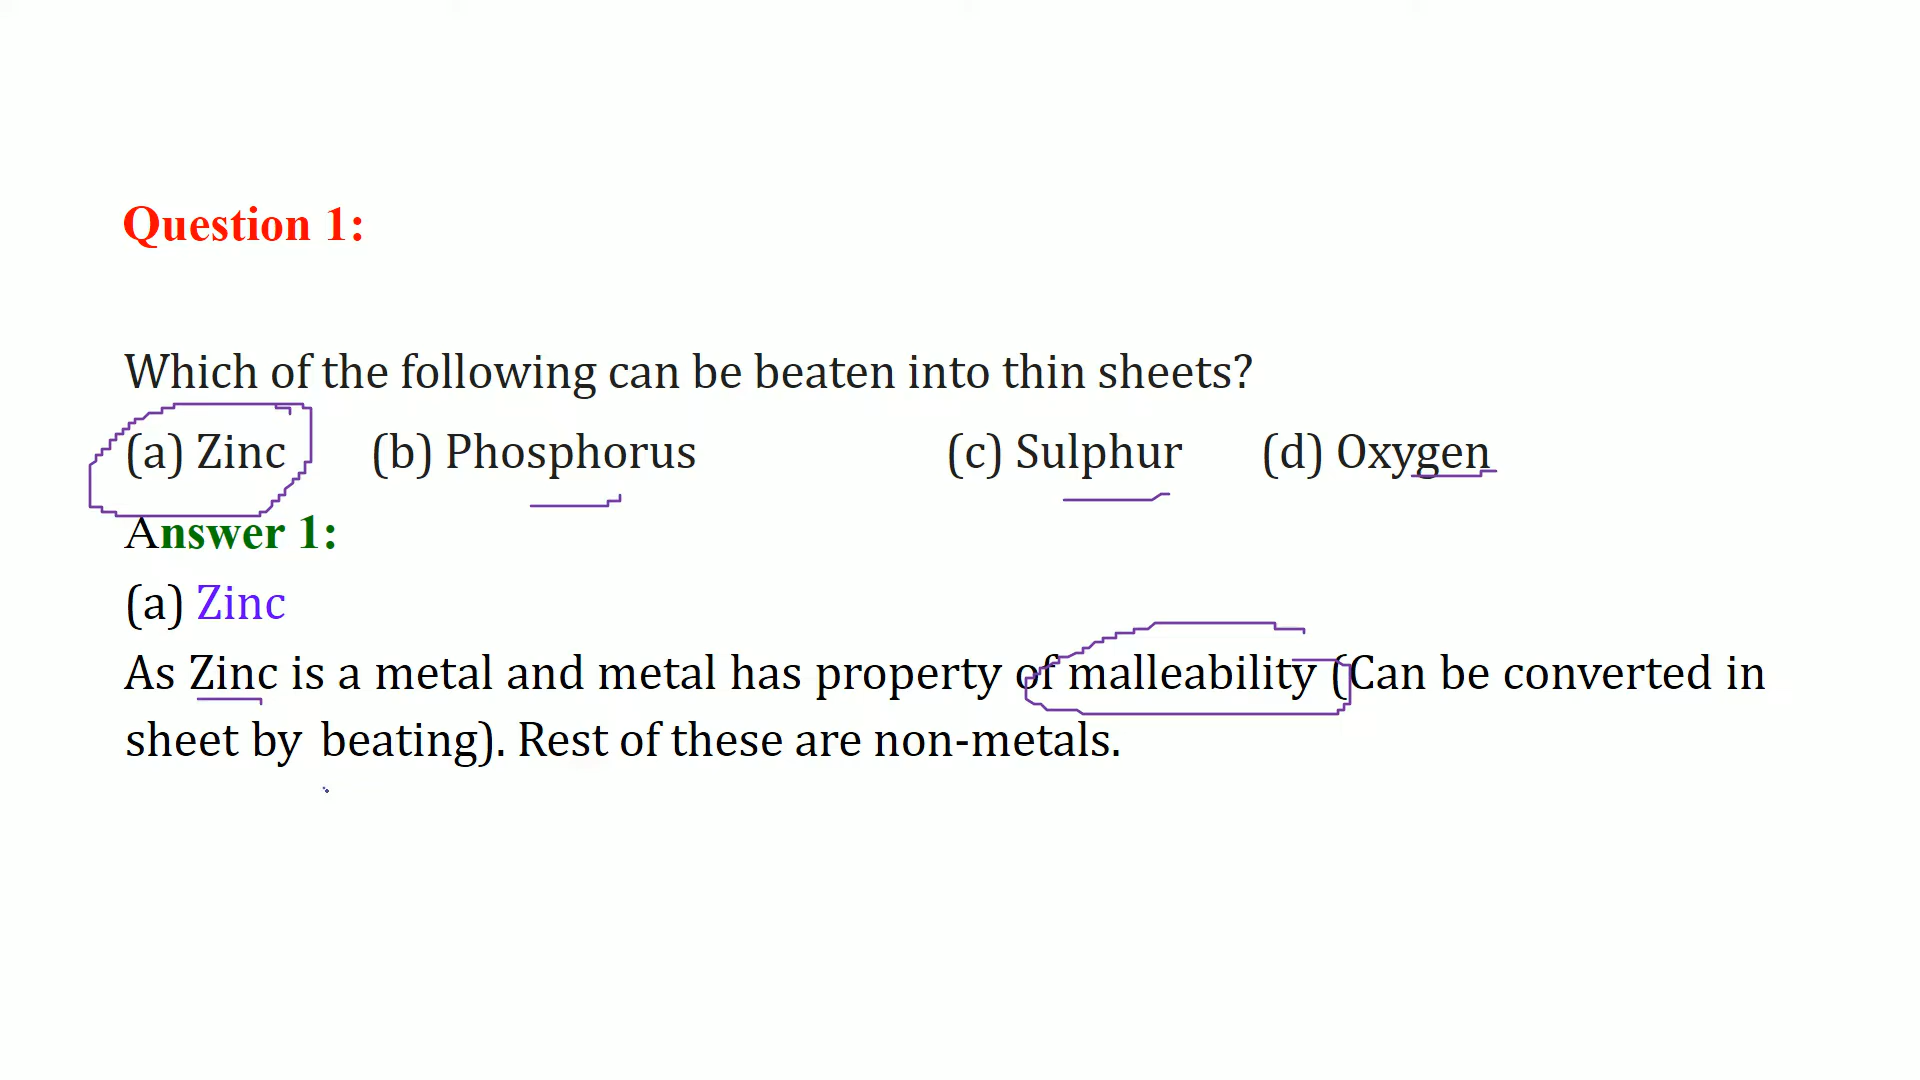 Question 1:
Which of the following can be beaten into thin sheets?
(a) Zinc (b) Phosphorus (c) Sulphur (d) Oxygen
Answer 1:
(a) Zinc
As Zinc is a metal and metal has property of malleability (Can be converted in
sheet by beating). Rest of these are non-metals.